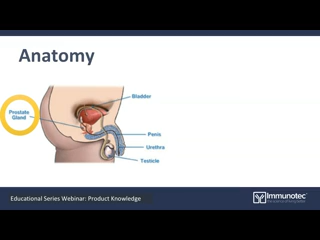 Anatomy
Bladder
Prostate
Gland
Penis
Urethra
Testicle
Educational Series Webinar: Product Knowledge
Immunotec